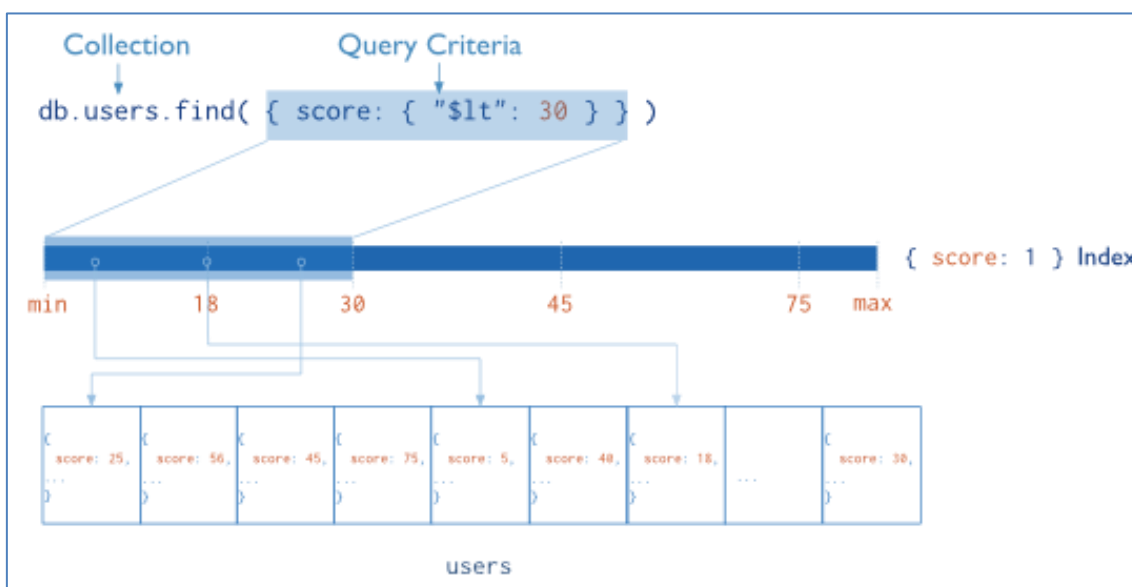 Collection Query Criteria
db.users.find( { score: { "$lt": 30 } } )
{ score: 1 } Index
min 18 30 45 75 max
{ { { { { { { {
score: 25, score: 56, score: 45, score: 75, score: 5, score: 40, score: 18, score: 30,
... ... ... ... ... ... ... ... ...
} } } } } } } }
users